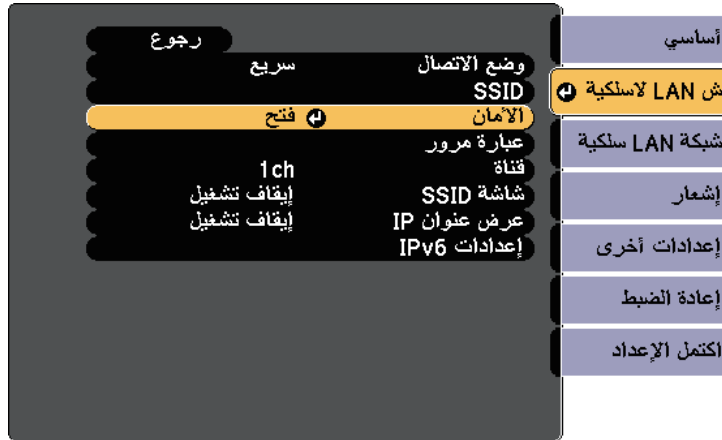 أساسي
ش LAN لاسلكية
شبكة LAN سلكية
إشعار
إعدادات أخرى
إعادة الضبط
اكتمل الإعداد
رجوع
وضع الاتصال سريع
SSID
الأمان فتح
عبارة مرور
قناة 1ch
شاشة SSID إيقاف تشغيل
عرض عنوان IP إيقاف تشغيل
إعدادات IPv6